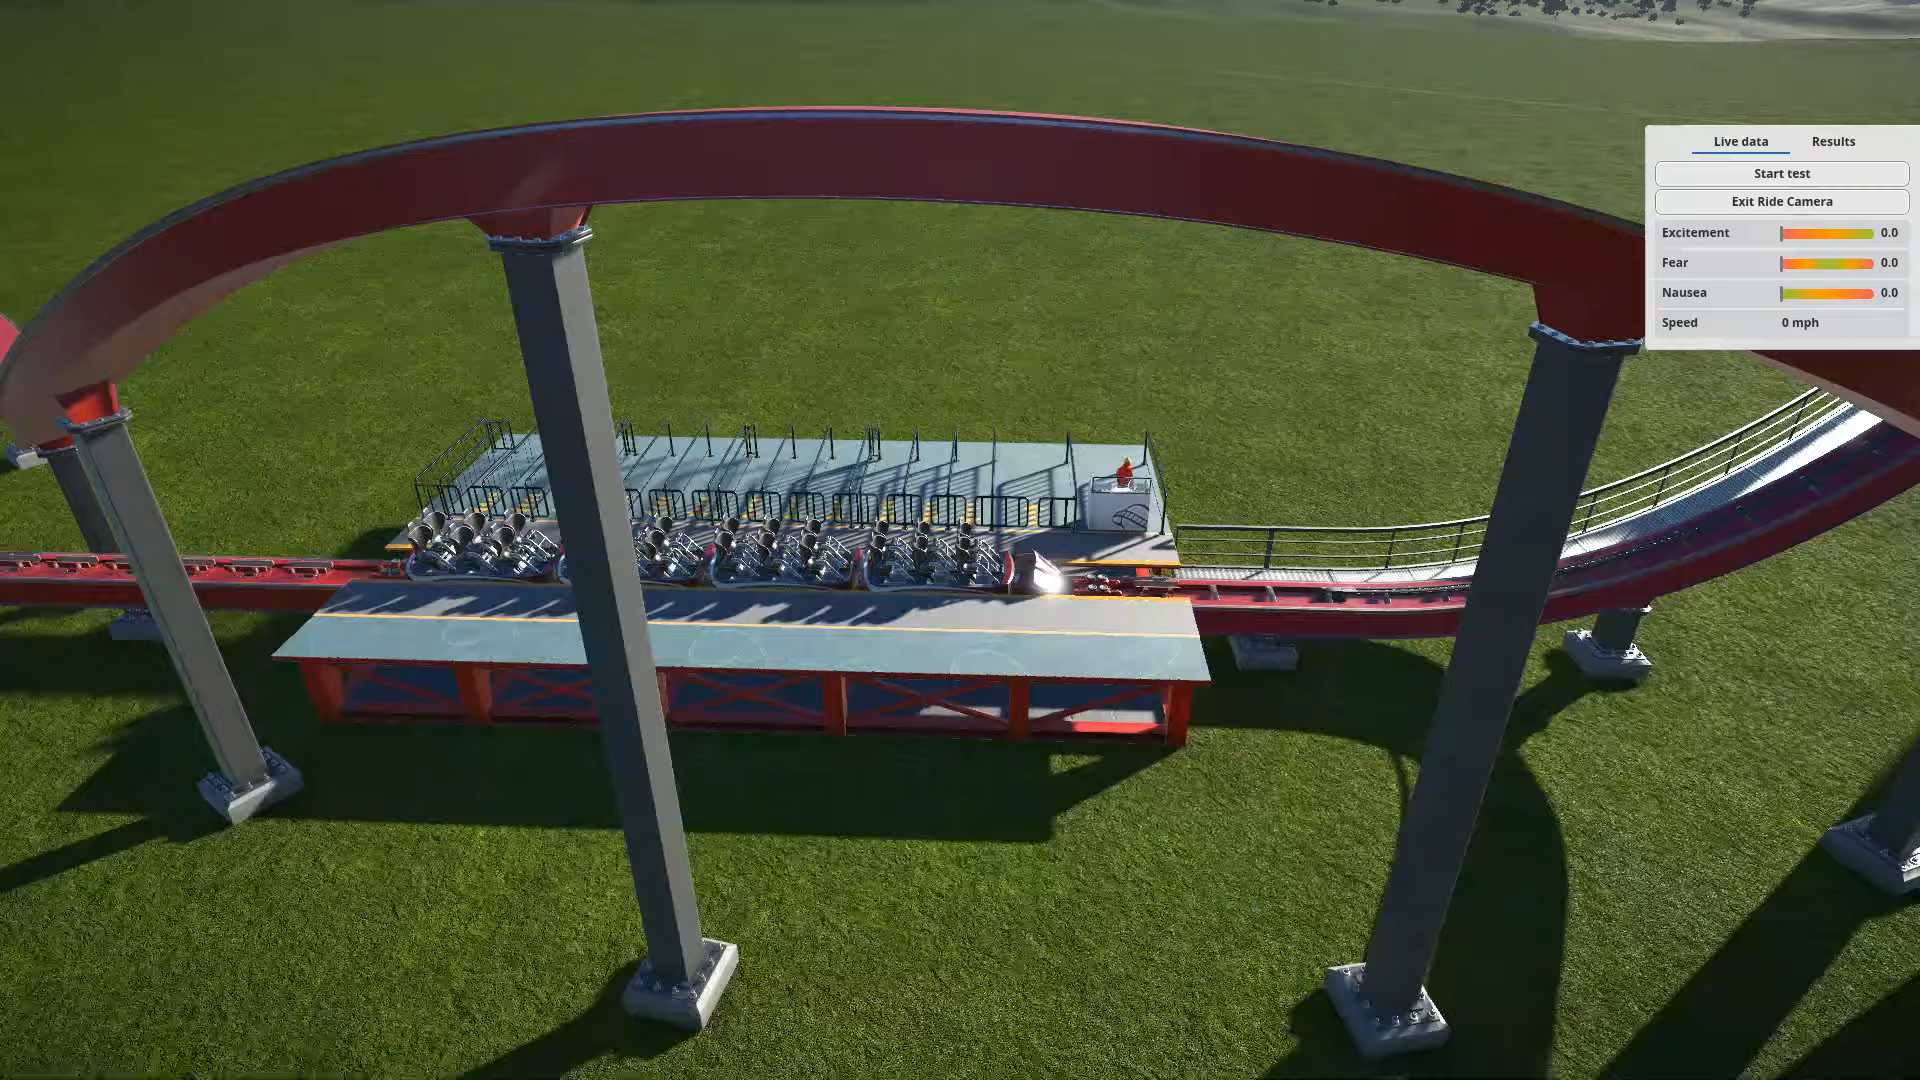 Live data Results
Start test
Exit Ride Camera
Excitement 0.0
Fear 0.0
Nausea 0.0
Speed 0 mph